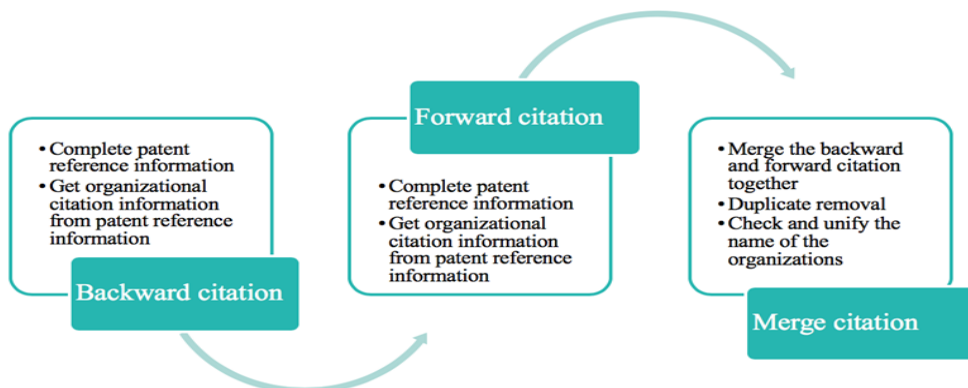 • Complete patent
reference information
• Get organizational
citation information
from patent reference
information
Backward citation
Forward citation
• Complete patent
reference information
• Get organizational
citation information
from patent reference
information
• Merge the backward
and forward citation
together
• Duplicate removal
• Check and unify the
name of the
organizations
Merge citation